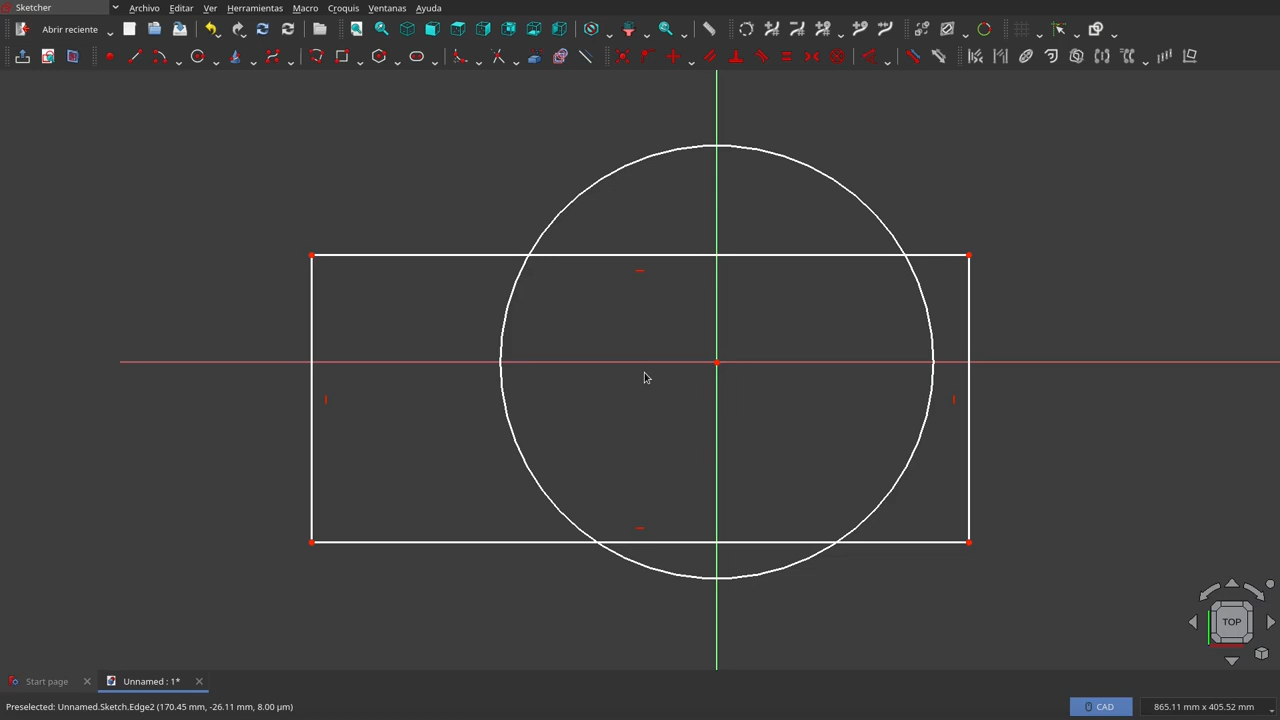 Sketcher Archivo Editar Ver Herramientas Macro Croquis Ventanas Ayuda
Abrir reciente
TOP
Start page Unnamed : 1*
Preselected: Unnamed.Sketch.Edge2 (170.45 mm, -26.11 mm, 8.00 µm) CAD 865.11 mm x 405.52 mm